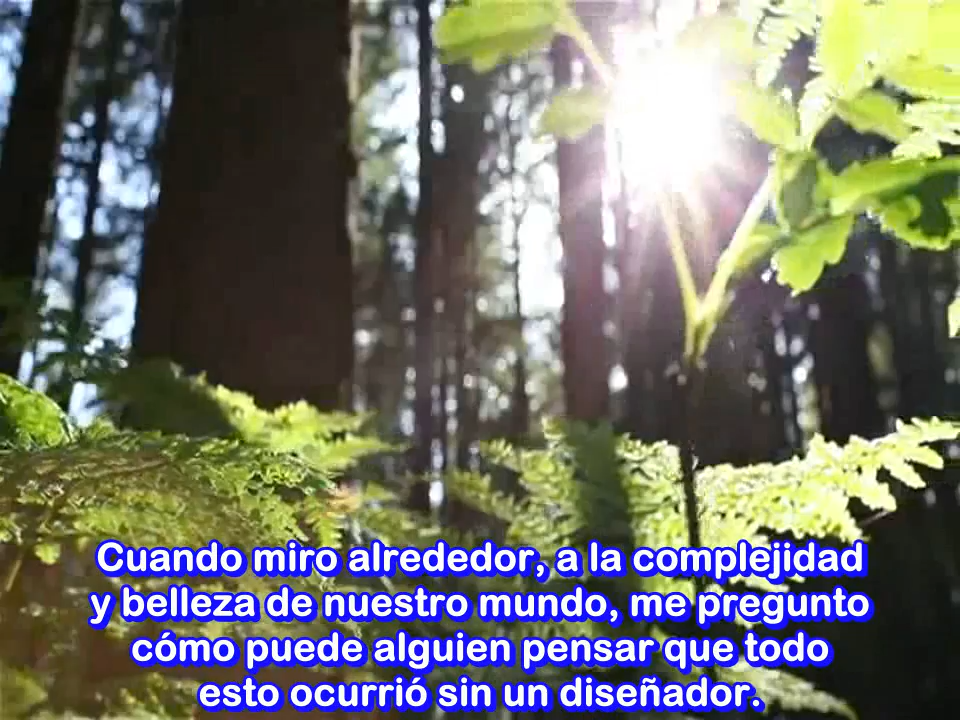 Cuando miro alrededor, a la complejidad
y belleza de nuestro mundo, me pregunto
cómo puede alguien pensar que todo
esto ocurrió sin un diseñador.